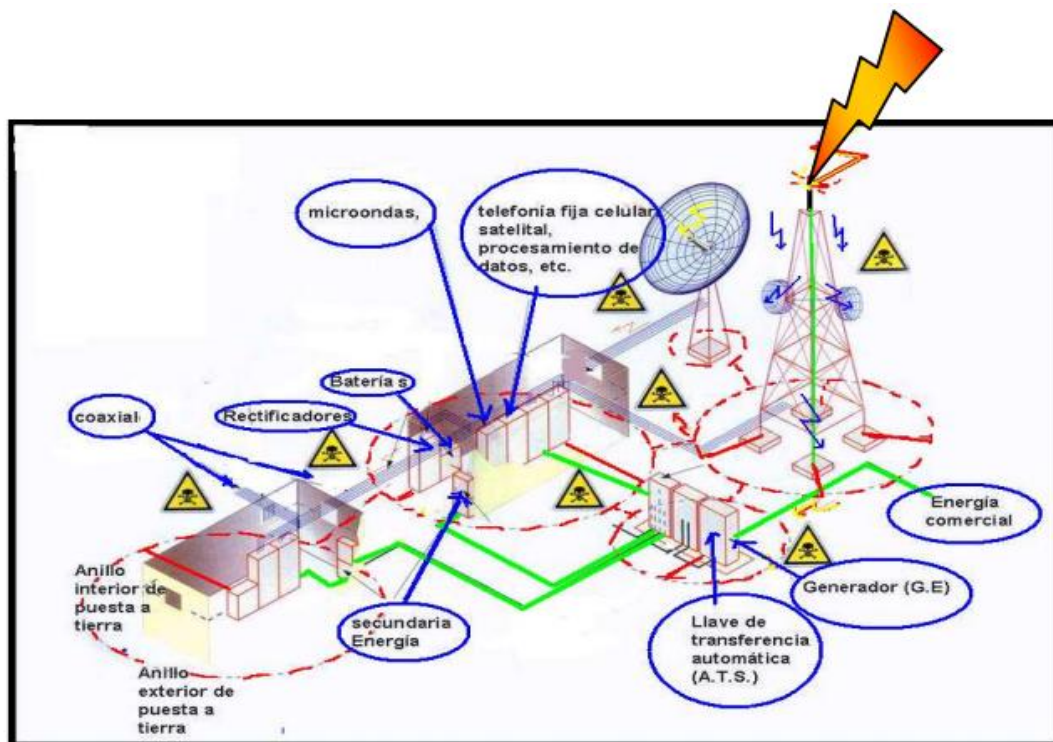 microondas,
telefonía fija celular
satelital,
procesamiento de
datos, etc.
Baterías
Rectificadores
coaxial
Energía
comercial
Generador (G.E)
Anillo
interior de
puesta a
tierra
secundaria
Energía
Llave de
transferencia
automática
(A.T.S.)
Anillo
exterior de
puesta a
tierra